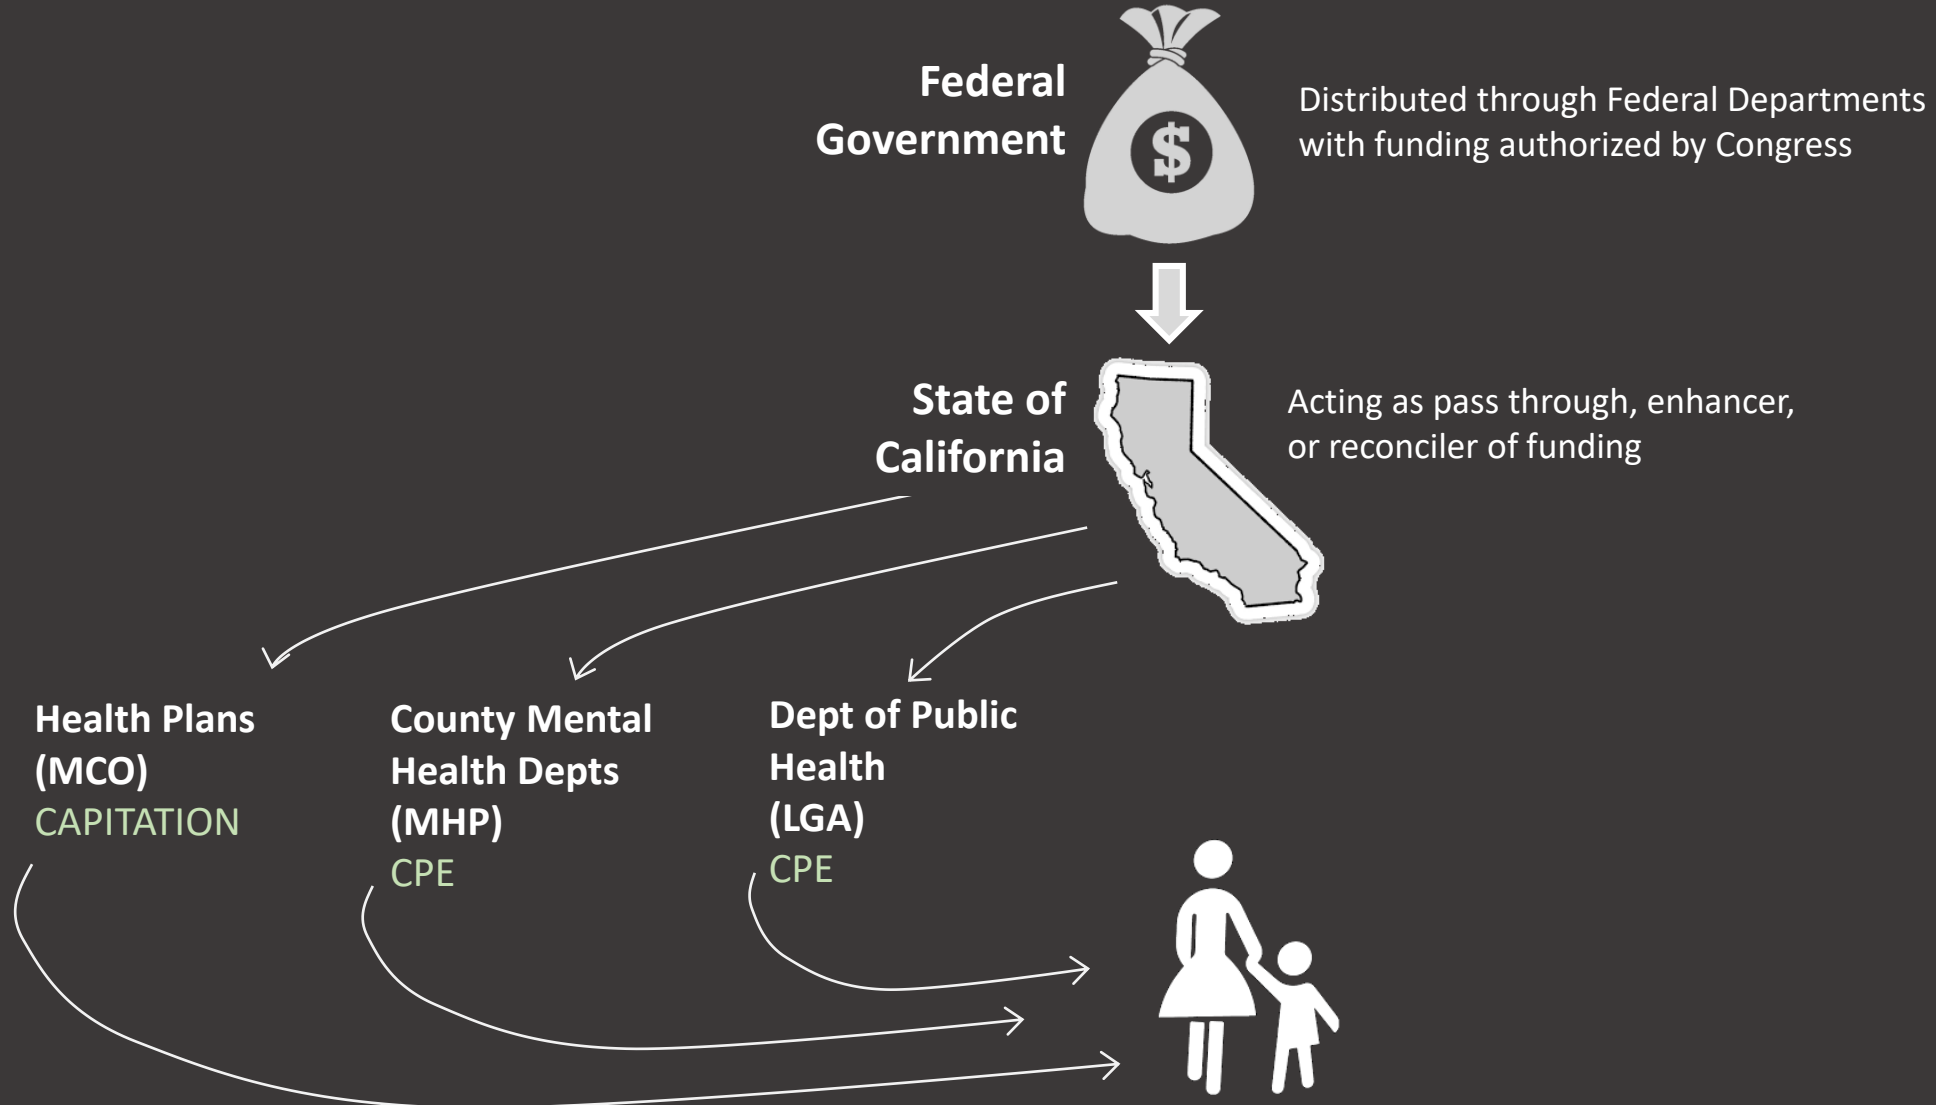 Federal
Government
$
Distributed through Federal Departments
with funding authorized by Congress
State of
California
Acting as pass through, enhancer,
or reconciler of funding
Health Plans
(MCO)
CAPITATION
County Mental
Health Depts
(MHP)
CPE
Dept of Public
Health
(LGA)
CPE